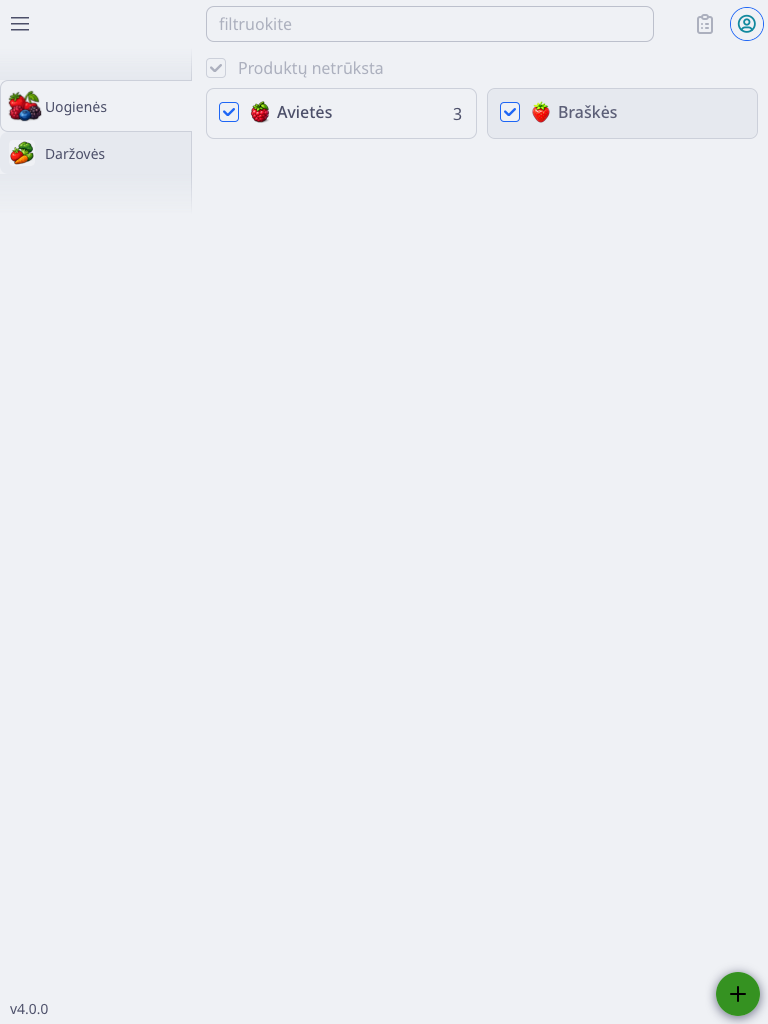 filtruokite
Produktų netrūksta
Uogienės
Daržovės
Avietės
3
Braškės
v4.0.0